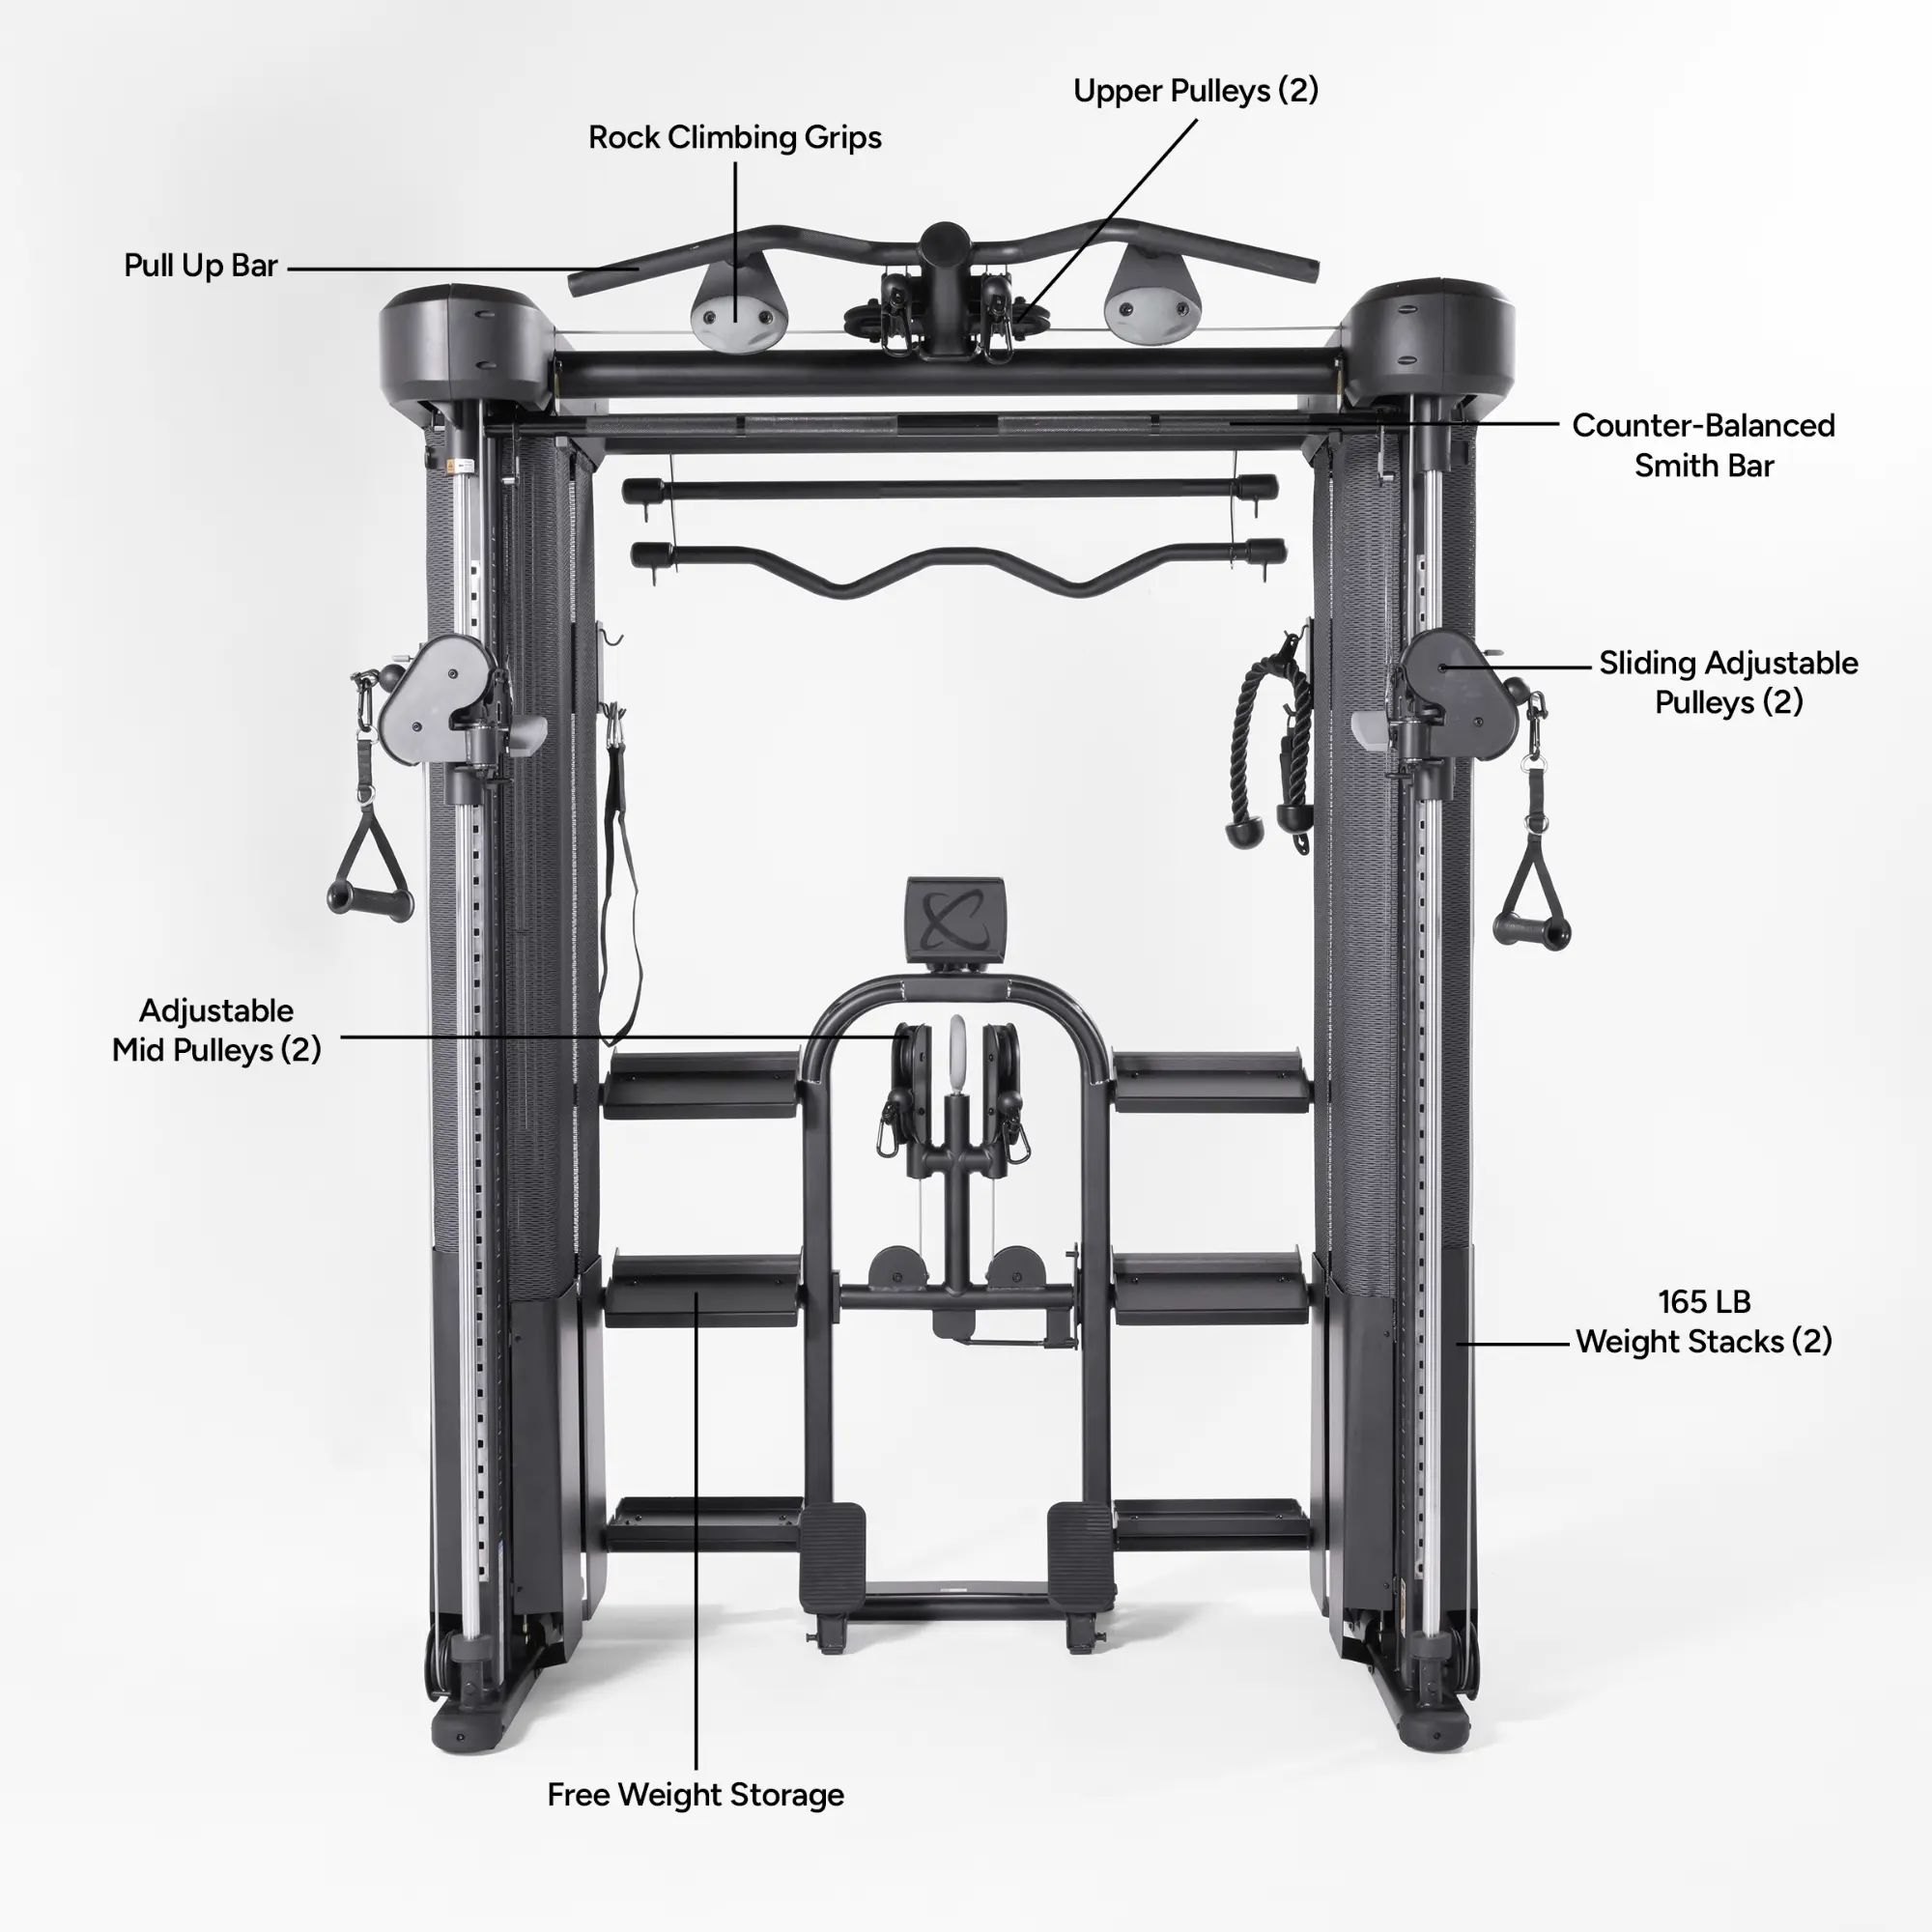 Upper Pulleys (2)
Rock Climbing Grips
Pull Up Bar
Counter-Balanced
Smith Bar
Sliding Adjustable
Pulleys (2)
Adjustable
Mid Pulleys (2)
165 LB
Weight Stacks (2)
Free Weight Storage